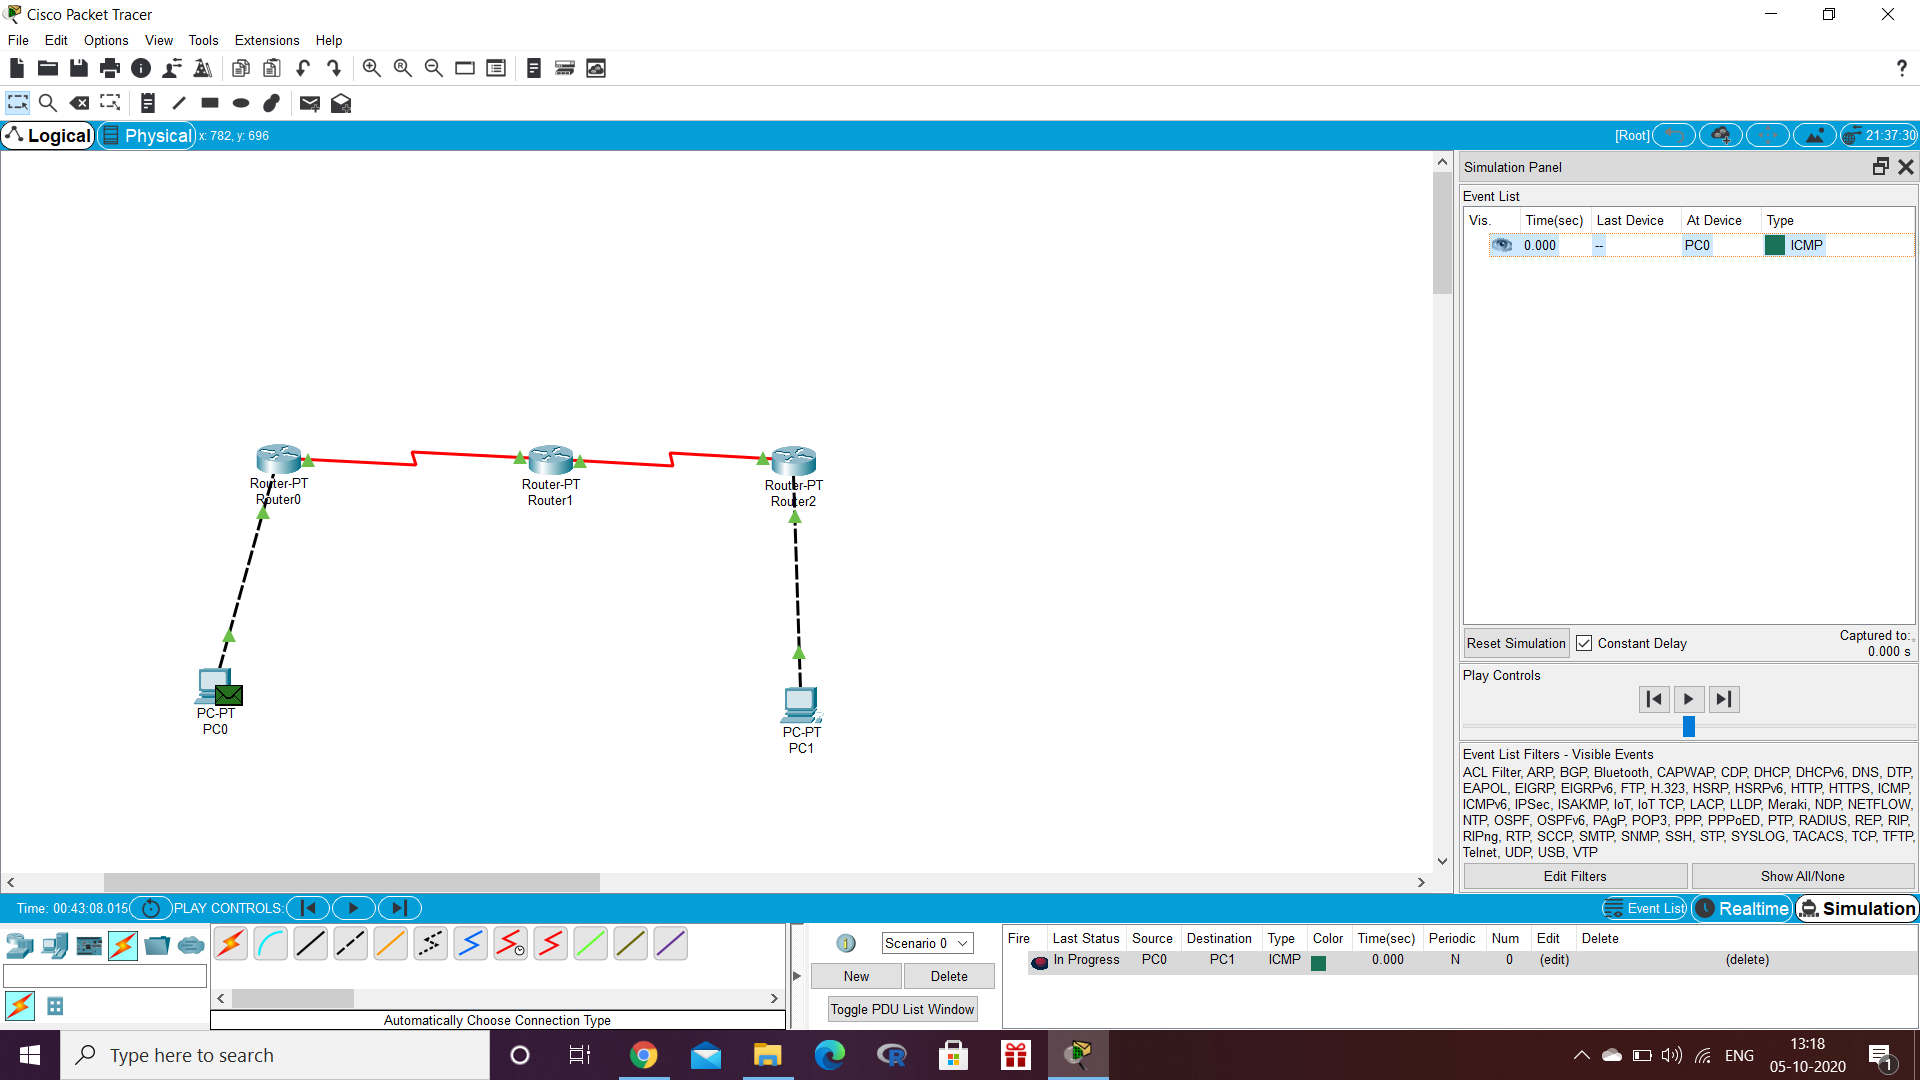 Cisco Packet Tracer
File Edit Options View Tools Extensions Help
?
Logical Physical x: 782, y: 696 [Root] 21:37:30
Simulation Panel
Event List
Vis. Time(sec) Last Device At Device Type
0.000 -- PC0 ICMP
Router-PT
Router0
Router-PT
Router1
Router-PT
Router2
PC-PT
PC0
PC-PT
PC1
Reset Simulation Constant Delay Captured to:
0.000 s
Play Controls
Event List Filters - Visible Events
ACL Filter, ARP, BGP, Bluetooth, CAPWAP, CDP, DHCP, DHCPv6, DNS, DTP,
EAPOL, EIGRP, EIGRPv6, FTP, H.323, HSRP, HSRPv6, HTTP, HTTPS, ICMP,
ICMPv6, IPSec, ISAKMP, IoT, IoT TCP, LACP, LLDP, Meraki, NDP, NETFLOW,
NTP, OSPF, OSPFv6, PAgP, POP3, PPP, PPPoED, PTP, RADIUS, REP, RIP,
RIPng, RTP, SCCP, SMTP, SNMP, SSH, STP, SYSLOG, TACACS, TCP, TFTP,
Telnet, UDP, USB, VTP
Edit Filters Show All/None
Time: 00:43:08.015 PLAY CONTROLS: Event List Realtime Simulation
Scenario 0
New Delete
Toggle PDU List Window
Automatically Choose Connection Type
Fire Last Status Source Destination Type Color Time(sec) Periodic Num Edit Delete
In Progress PC0 PC1 ICMP 0.000 N 0 (edit) (delete)
Type here to search
ENG
13:18
05-10-2020
1